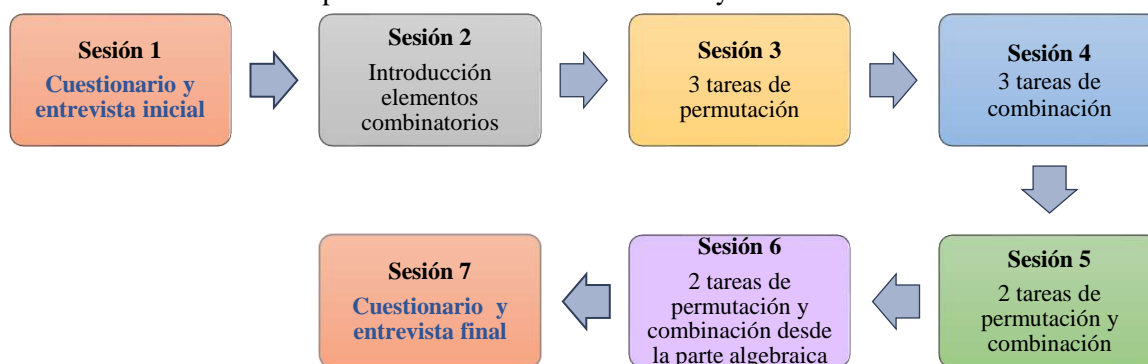 Sesión 1
Cuestionario y
entrevista inicial
Sesión 2
Introducción
elementos
combinatorios
Sesión 3
3 tareas de
permutación
Sesión 4
3 tareas de
combinación
Sesión 5
2 tareas de
permutación y
combinación
Sesión 6
2 tareas de
permutación y
combinación desde
la parte algebraica
Sesión 7
Cuestionario y
entrevista final